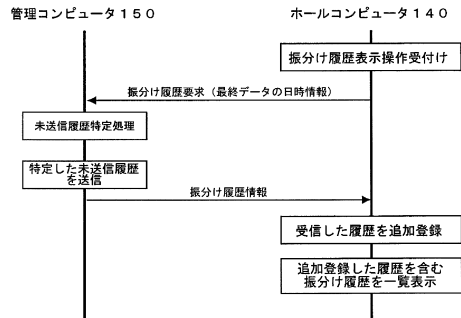 管理コンピュータ１５０
ホールコンピュータ１４０
振分け履歴表示操作受付け
振分け履歴要求（最終データの日時情報）
未送信履歴特定処理
特定した未送信履歴
を送信
振分け履歴情報
受信した履歴を追加登録
追加登録した履歴を含む
振分け履歴を一覧表示